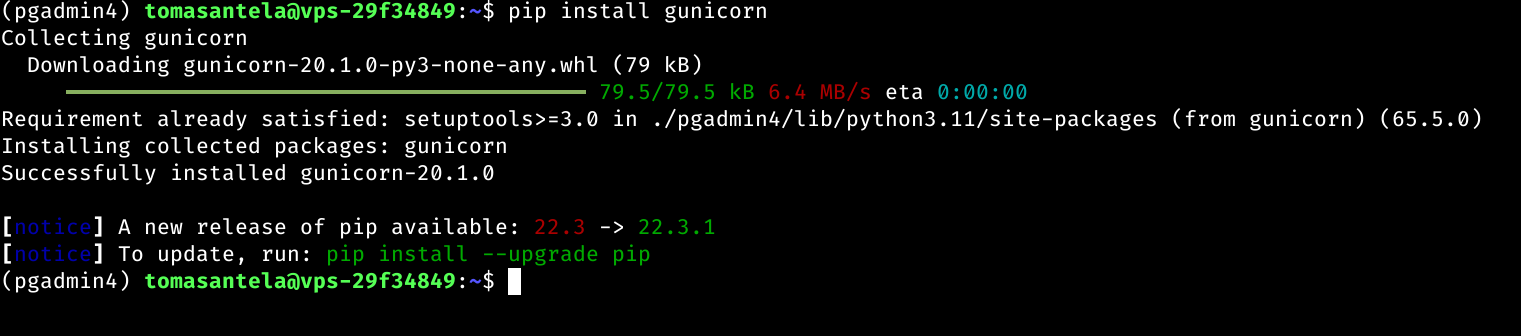 (pgadmin4) tomasantela@vps-29f34849:~$ pip install gunicorn
Collecting gunicorn
  Downloading gunicorn-20.1.0-py3-none-any.whl (79 kB)
79.5/79.5 kB 6.4 MB/s eta 0:00:00
Requirement already satisfied: setuptools>=3.0 in ./pgadmin4/lib/python3.11/site-packages (from gunicorn) (65.5.0)
Installing collected packages: gunicorn
Successfully installed gunicorn-20.1.0
[notice] A new release of pip available: 22.3 -> 22.3.1
[notice] To update, run: pip install --upgrade pip
(pgadmin4) tomasantela@vps-29f34849:~$